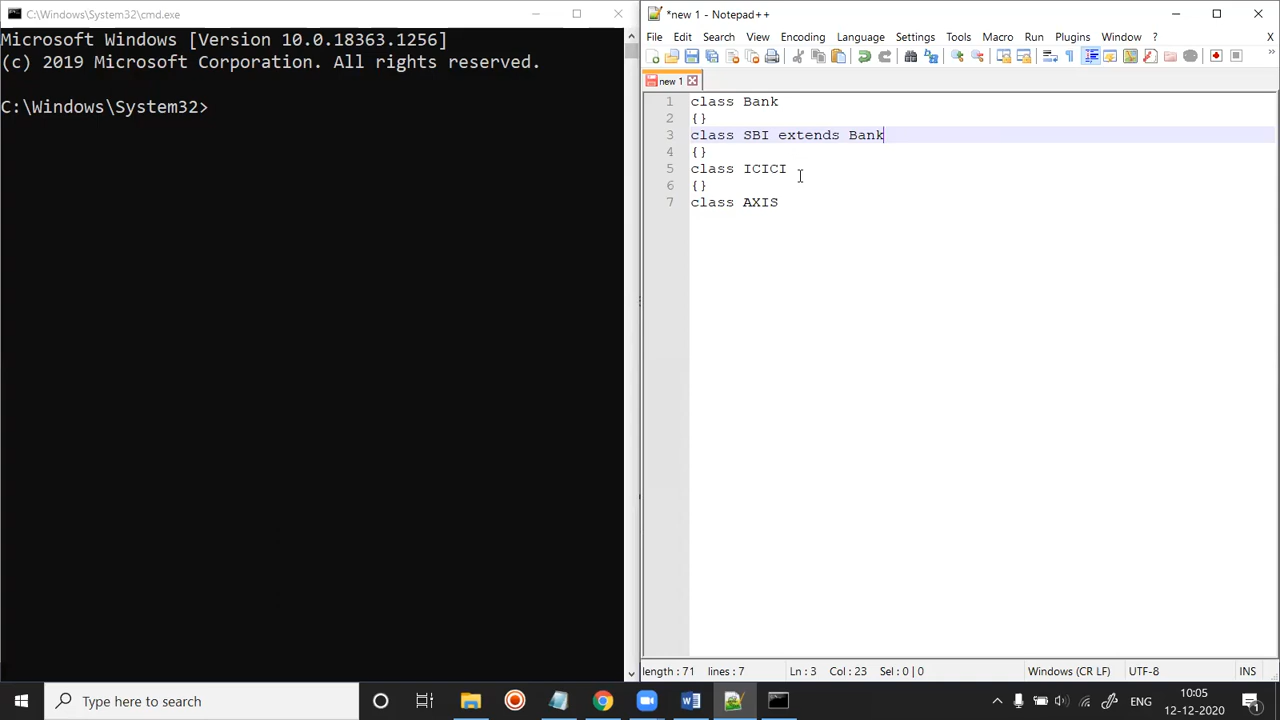 C:\Windows\System32\cmd.exe
Microsoft Windows [Version 10.0.18363.1256]
(c) 2019 Microsoft Corporation. All rights reserved.
C:\Windows\System32>
*new 1 - Notepad++
File Edit Search View Encoding Language Settings Tools Macro Run Plugins Window ? X
new 1
1 class Bank
2 {}
3 class SBI extends Bank
4 {}
5 class ICICI
6 {}
7 class AXIS
length : 71 lines : 7 Ln : 3 Col : 23 Sel : 0 | 0 Windows (CR LF) UTF-8 INS
Type here to search
ENG
10:05
12-12-2020